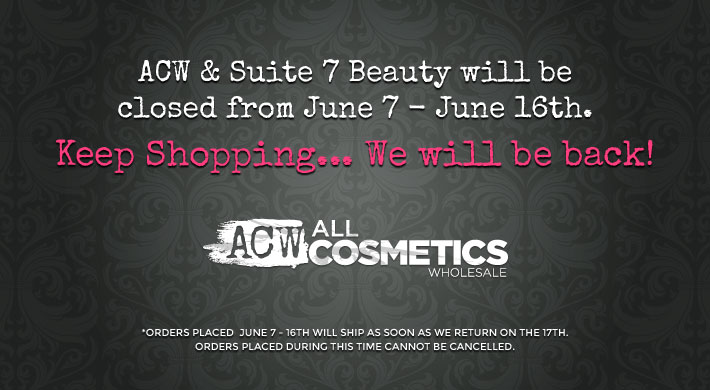 ACW & Suite 7 Beauty will be
closed from June 7 - June 16th.
Keep Shopping... We will be back!
ACW ALL
COSMETICS
WHOLESALE
*ORDERS PLACED JUNE 7 - 16TH WILL SHIP AS SOON AS WE RETURN ON THE 17TH.
ORDERS PLACED DURING THIS TIME CANNOT BE CANCELLED.